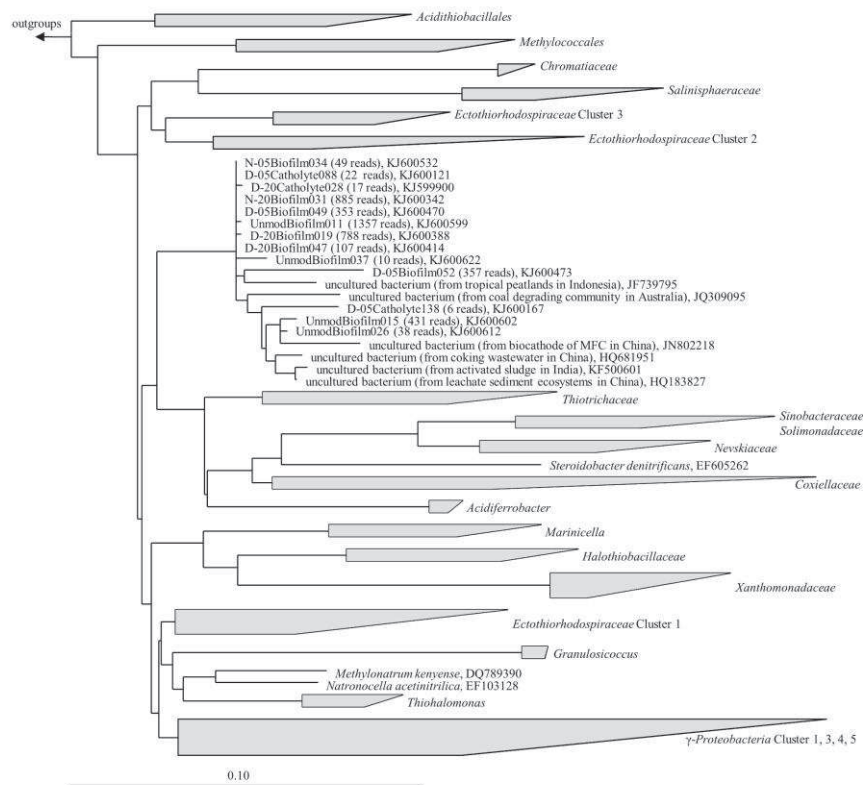 outgroups
Acidithiobacillales
Methylococcales
Chromatiaceae
Salinisphaeraceae
Ectothiorhodospiraceae Cluster 3
Ectothiorhodospiraceae Cluster 2
N-05Biofilm034 (49 reads), KJ600532
D-05Catholyte088 (22 reads), KJ600121
D-20Catholyte028 (17 reads), KJ599900
N-20Biofilm031 (885 reads), KJ600342
D-05Biofilm049 (353 reads), KJ600470
UnmodBiofilm011 (1357 reads), KJ600599
D-20Biofilm019 (788 reads), KJ600388
D-20Biofilm047 (107 reads), KJ600414
UnmodBiofilm037 (10 reads), KJ600622
D-05Biofilm052 (357 reads), KJ600473
uncultured bacterium (from tropical peatlands in Indonesia), JF739795
uncultured bacterium (from coal degrading community in Australia), JQ309095
D-05Catholyte138 (6 reads), KJ600167
UnmodBiofilm015 (431 reads), KJ600602
UnmodBiofilm026 (38 reads), KJ600612
uncultured bacterium (from biocathode of MFC in China), JN802218
uncultured bacterium (from coking wastewater in China), HQ681951
uncultured bacterium (from activated sludge in India), KF500601
uncultured bacterium (from leachate sediment ecosystems in China), HQ183827
Thiotrichaceae
Sinobacteraceae
Solimonadaceae
Nevskiaceae
Steroidobacter denitrificans, EF605262
Coxiellaceae
Acidiferrobacter
Marinicella
Halothiobacillaceae
Xanthomonadaceae
Ectothiorhodospiraceae Cluster 1
Granulosicoccus
Methylonatrum kenyense, DQ789390
Natronocella acetinitrilica, EF103128
Thiohalomonas
γ-Proteobacteria Cluster 1, 3, 4, 5
0.10